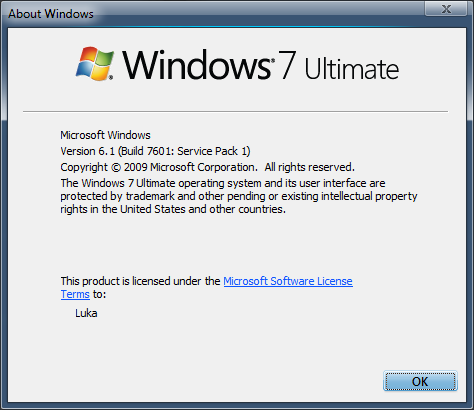 About Windows
Windows® 7 Ultimate
Microsoft Windows
Version 6.1 (Build 7601: Service Pack 1)
Copyright © 2009 Microsoft Corporation.  All rights reserved.
The Windows 7 Ultimate operating system and its user interface are
protected by trademark and other pending or existing intellectual property
rights in the United States and other countries.
This product is licensed under the Microsoft Software License
Terms to:
Luka
OK